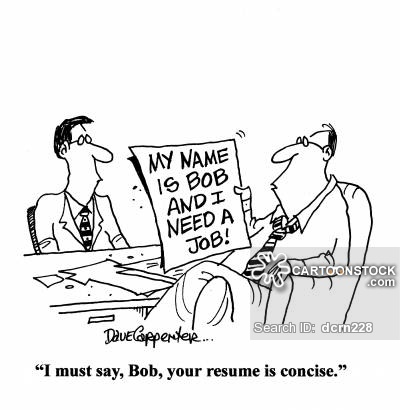 MY NAME
IS BOB
AND I
NEED A
JOB!
CARTOONSTOCK
.com
Search ID: dcrn228
DaveCarpenter...
"I must say, Bob, your resume is concise."